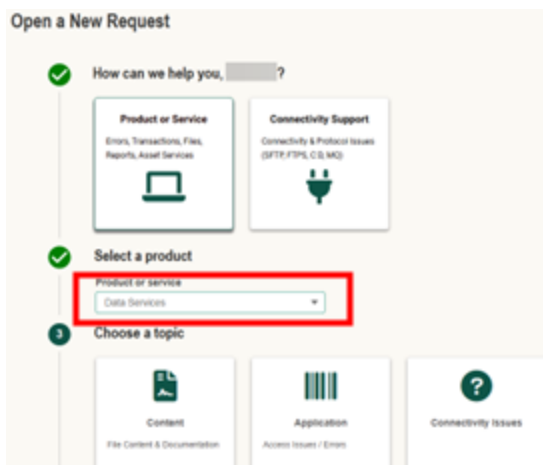 Open a New Request
How can we help you, ?
Product or Service
Errors, Transactions, Files,
Reports, Asset Services
Connectivity Support
Connectivity & Protocol Issues
(SFTP, FTPS, C:D, MQ)
Select a product
Product or service
Data Services
3
Choose a topic
Content
File Content & Documentation
Application
Access Issues / Errors
?
Connectivity Issues